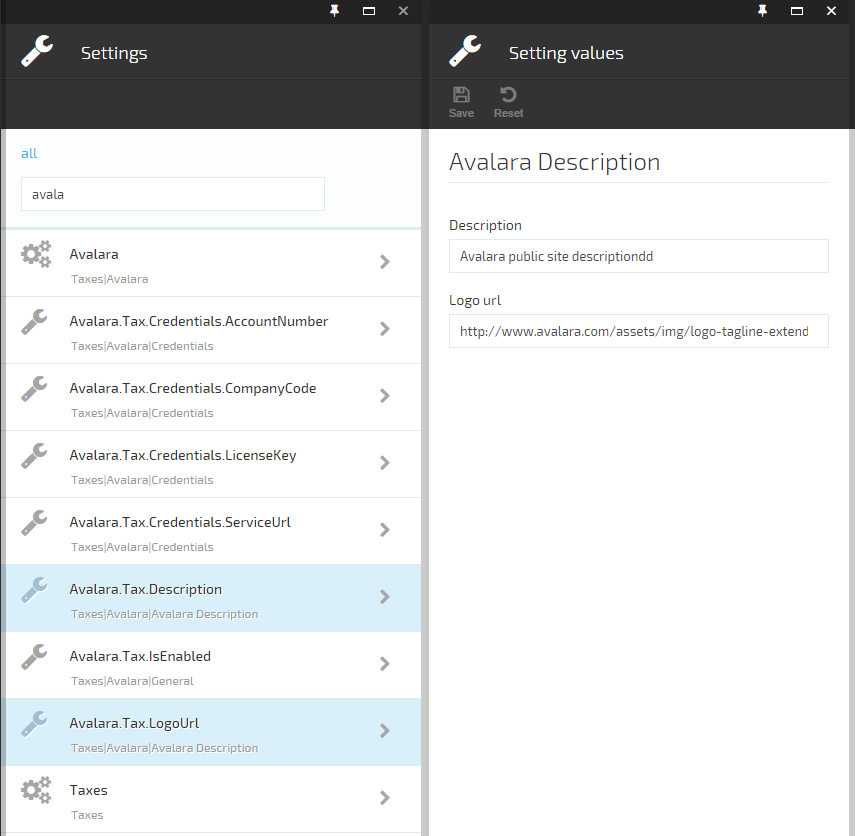 Settings
all
avala
Avalara
Taxes|Avalara
Avalara.Tax.Credentials.AccountNumber
Taxes|Avalara|Credentials
Avalara.Tax.Credentials.CompanyCode
Taxes|Avalara|Credentials
Avalara.Tax.Credentials.LicenseKey
Taxes|Avalara|Credentials
Avalara.Tax.Credentials.ServiceUrl
Taxes|Avalara|Credentials
Avalara.Tax.Description
Taxes|Avalara|Avalara Description
Avalara.Tax.IsEnabled
Taxes|Avalara|General
Avalara.Tax.LogoUrl
Taxes|Avalara|Avalara Description
Taxes
Taxes
Setting values
Save Reset
Avalara Description
Description
Avalara public site descriptiondd
Logo url
http://www.avalara.com/assets/img/logo-tagline-extend